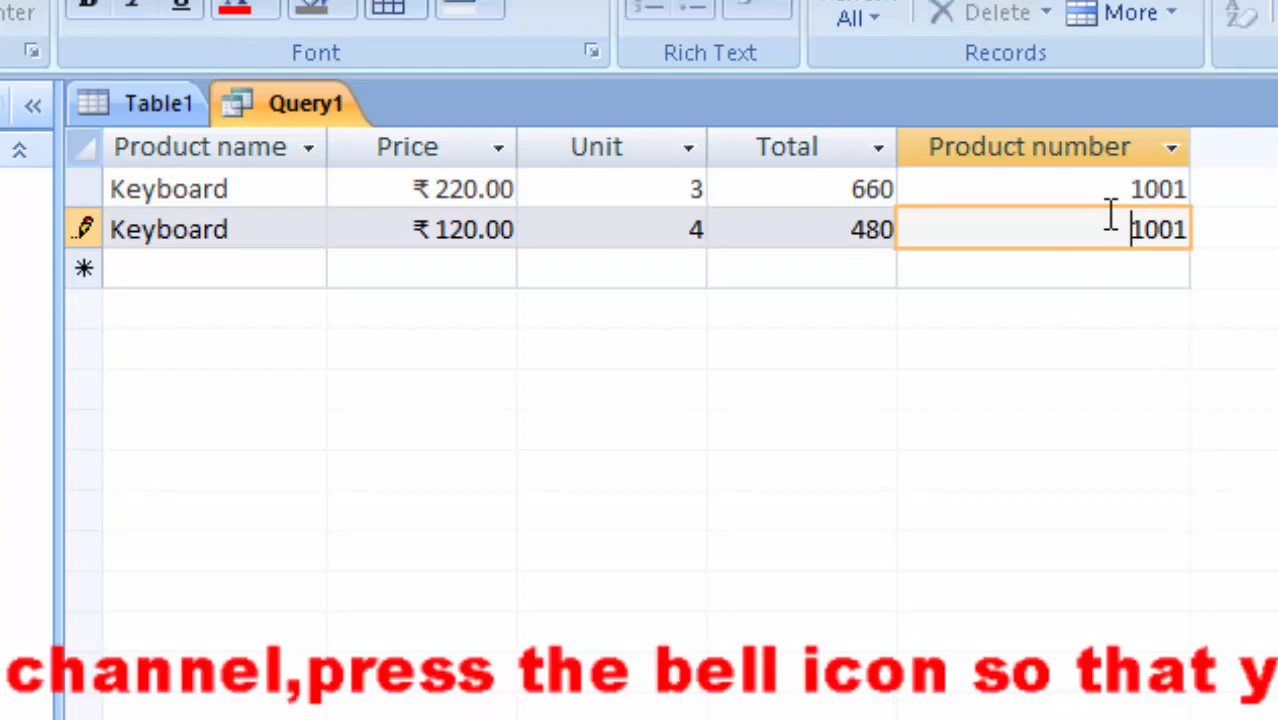 nter
B I U A
Font
Rich Text
All
Delete
More
Records
Table1
Query1
Product name Price Unit Total Product number
Keyboard ₹ 220.00 3 660 1001
Keyboard ₹ 120.00 4 480 1001
channel,press the bell icon so that y